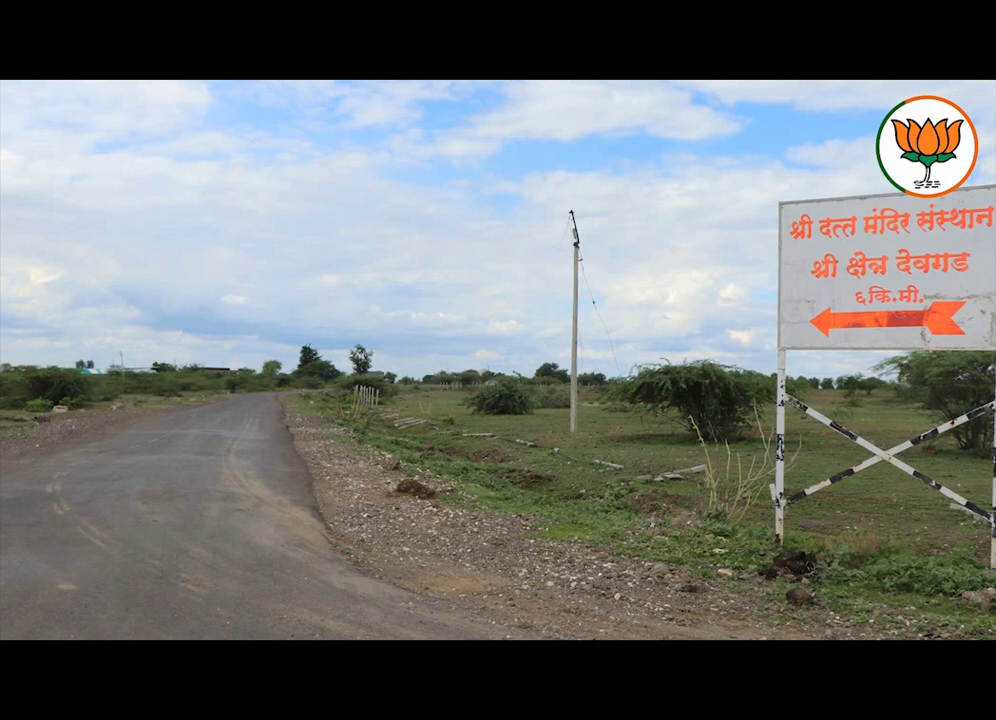 श्री दत्त मंदिर संस्थान
श्री क्षेत्र देवगड
६ कि.मी.